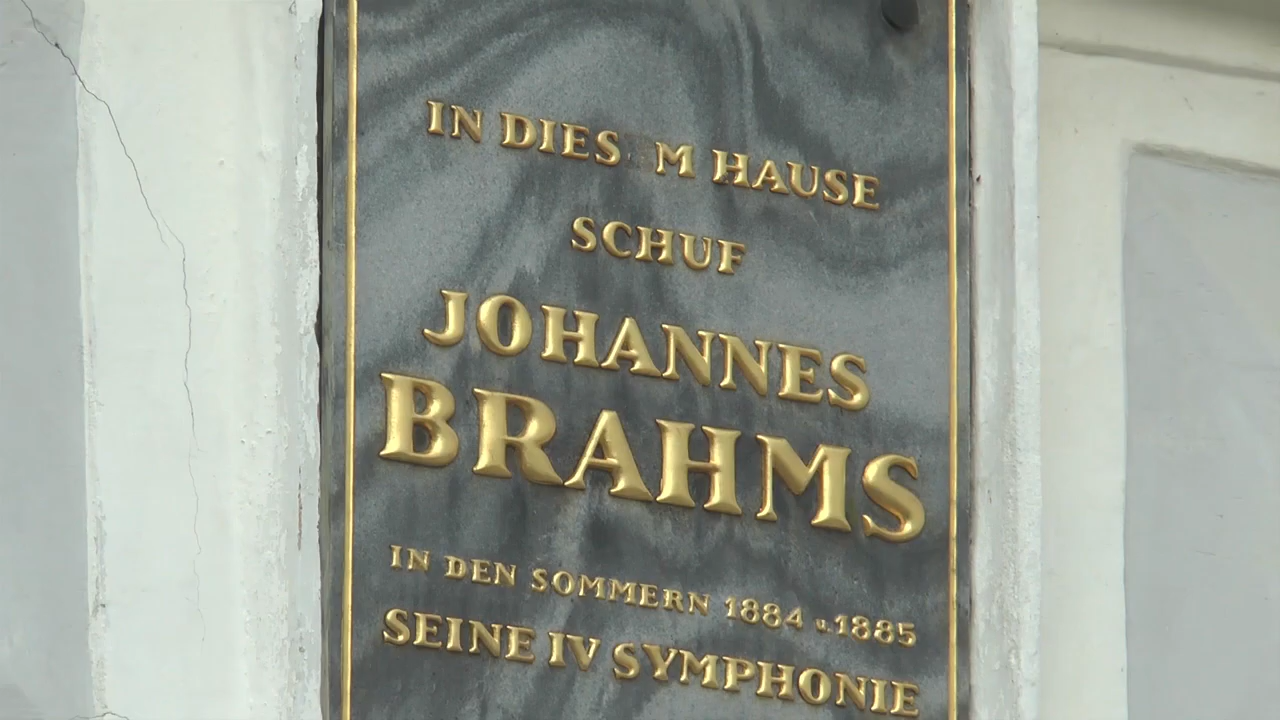 IN DIES M HAUSE
SCHUF
JOHANNES
BRAHMS
IN DEN SOMMERN 1884 u. 1885
SEINE IV SYMPHONIE